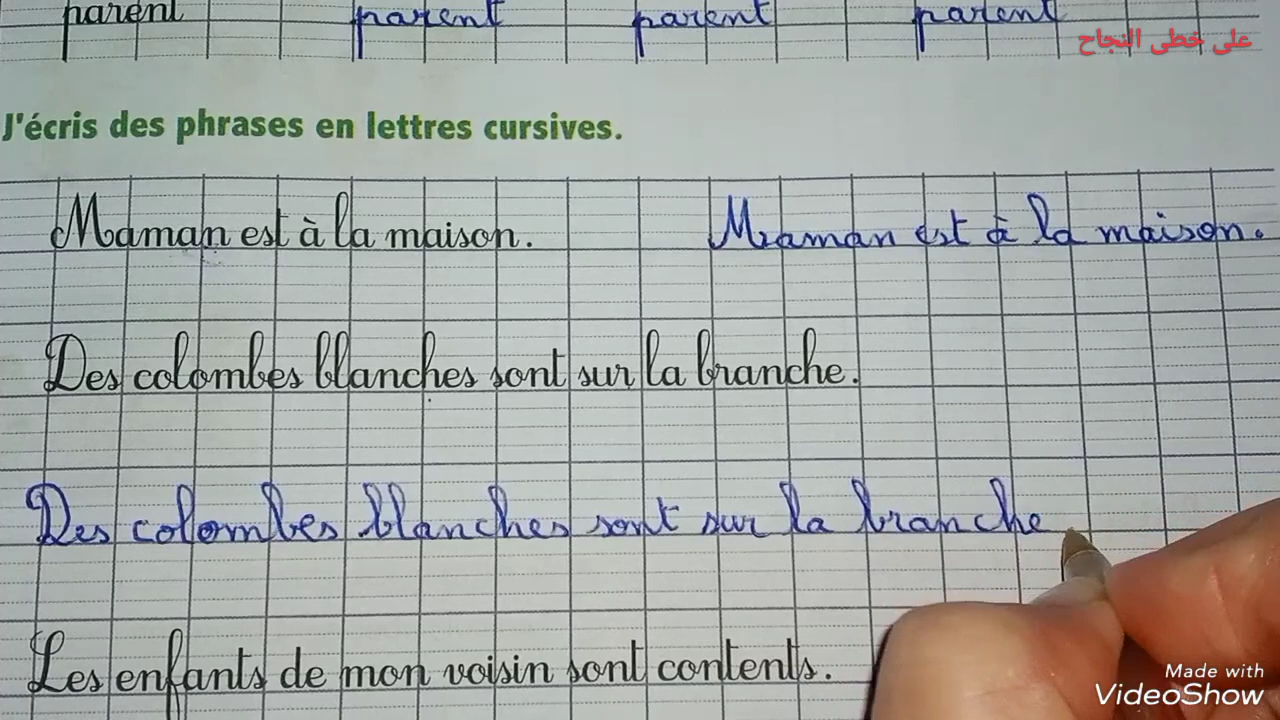 parent parent parent parent
على خطى النجاح
J'écris des phrases en lettres cursives.
Maman est à la maison. Maman est à la maison.
Des colombes blanches sont sur la branche.
Des colombes blanches sont sur la branche
Les enfants de mon voisin sont contents.
Made with
VideoShow